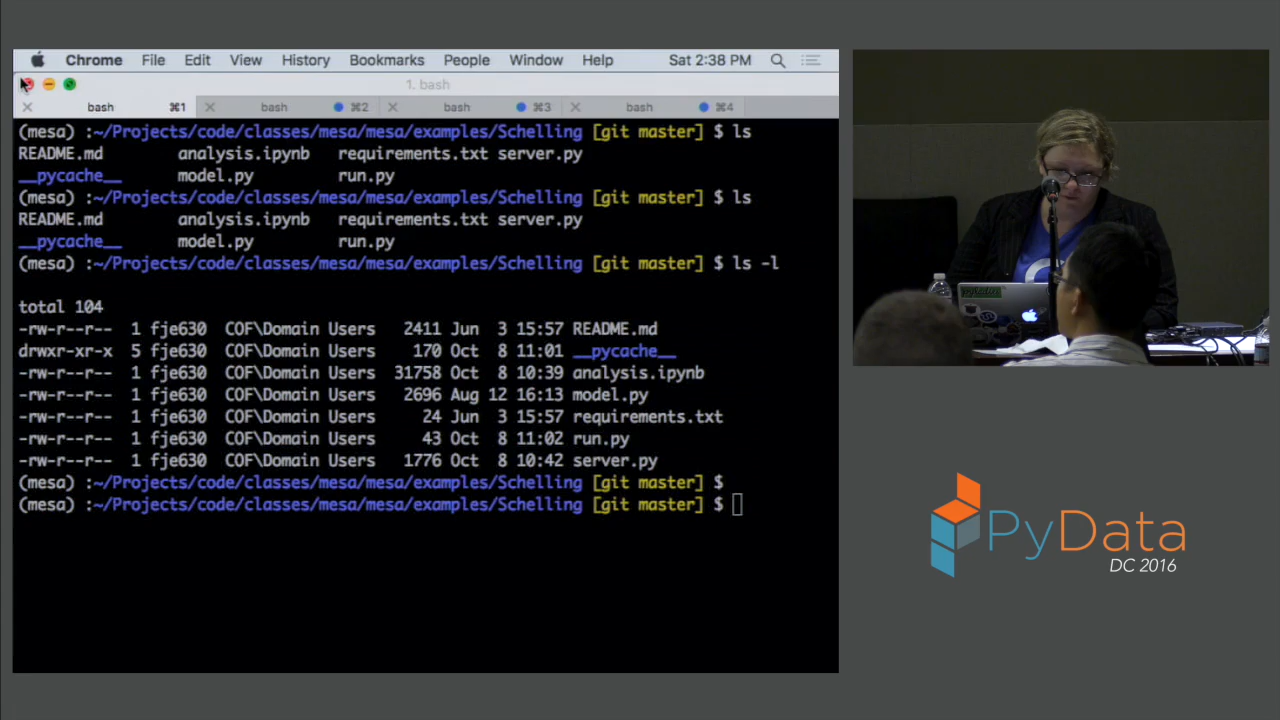 Chrome File Edit View History Bookmarks People Window Help Sat 2:38 PM
1. bash
bash ⌘1 bash ⌘2 bash ⌘3 bash ⌘4
(mesa) :~/Projects/code/classes/mesa/mesa/examples/Schelling [git master] $ ls
README.md analysis.ipynb requirements.txt server.py
__pycache__ model.py run.py
(mesa) :~/Projects/code/classes/mesa/mesa/examples/Schelling [git master] $ ls
README.md analysis.ipynb requirements.txt server.py
__pycache__ model.py run.py
(mesa) :~/Projects/code/classes/mesa/mesa/examples/Schelling [git master] $ ls -l
total 104
-rw-r--r-- 1 fje630 COF\Domain Users 2411 Jun 3 15:57 README.md
drwxr-xr-x 5 fje630 COF\Domain Users 170 Oct 8 11:01 __pycache__
-rw-r--r-- 1 fje630 COF\Domain Users 31758 Oct 8 10:39 analysis.ipynb
-rw-r--r-- 1 fje630 COF\Domain Users 2696 Aug 12 16:13 model.py
-rw-r--r-- 1 fje630 COF\Domain Users 24 Jun 3 15:57 requirements.txt
-rw-r--r-- 1 fje630 COF\Domain Users 43 Oct 8 11:02 run.py
-rw-r--r-- 1 fje630 COF\Domain Users 1776 Oct 8 10:42 server.py
(mesa) :~/Projects/code/classes/mesa/mesa/examples/Schelling [git master] $
(mesa) :~/Projects/code/classes/mesa/mesa/examples/Schelling [git master] $
PyData
DC 2016